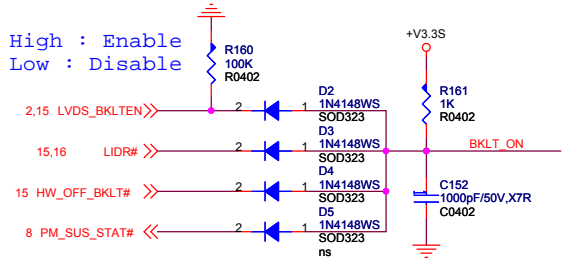 High : Enable
Low : Disable
R160
100K
R0402
+V3.3S
R161
1K
R0402
2,15 LVDS_BKLTEN
2
D2
1
1N4148WS
SOD323
15,16 LIDR#
2
D3
1
1N4148WS
SOD323
BKLT_ON
15 HW_OFF_BKLT#
2
D4
1
1N4148WS
SOD323
C152
1000pF/50V,X7R
C0402
8 PM_SUS_STAT#
2
D5
1
1N4148WS
SOD323
ns